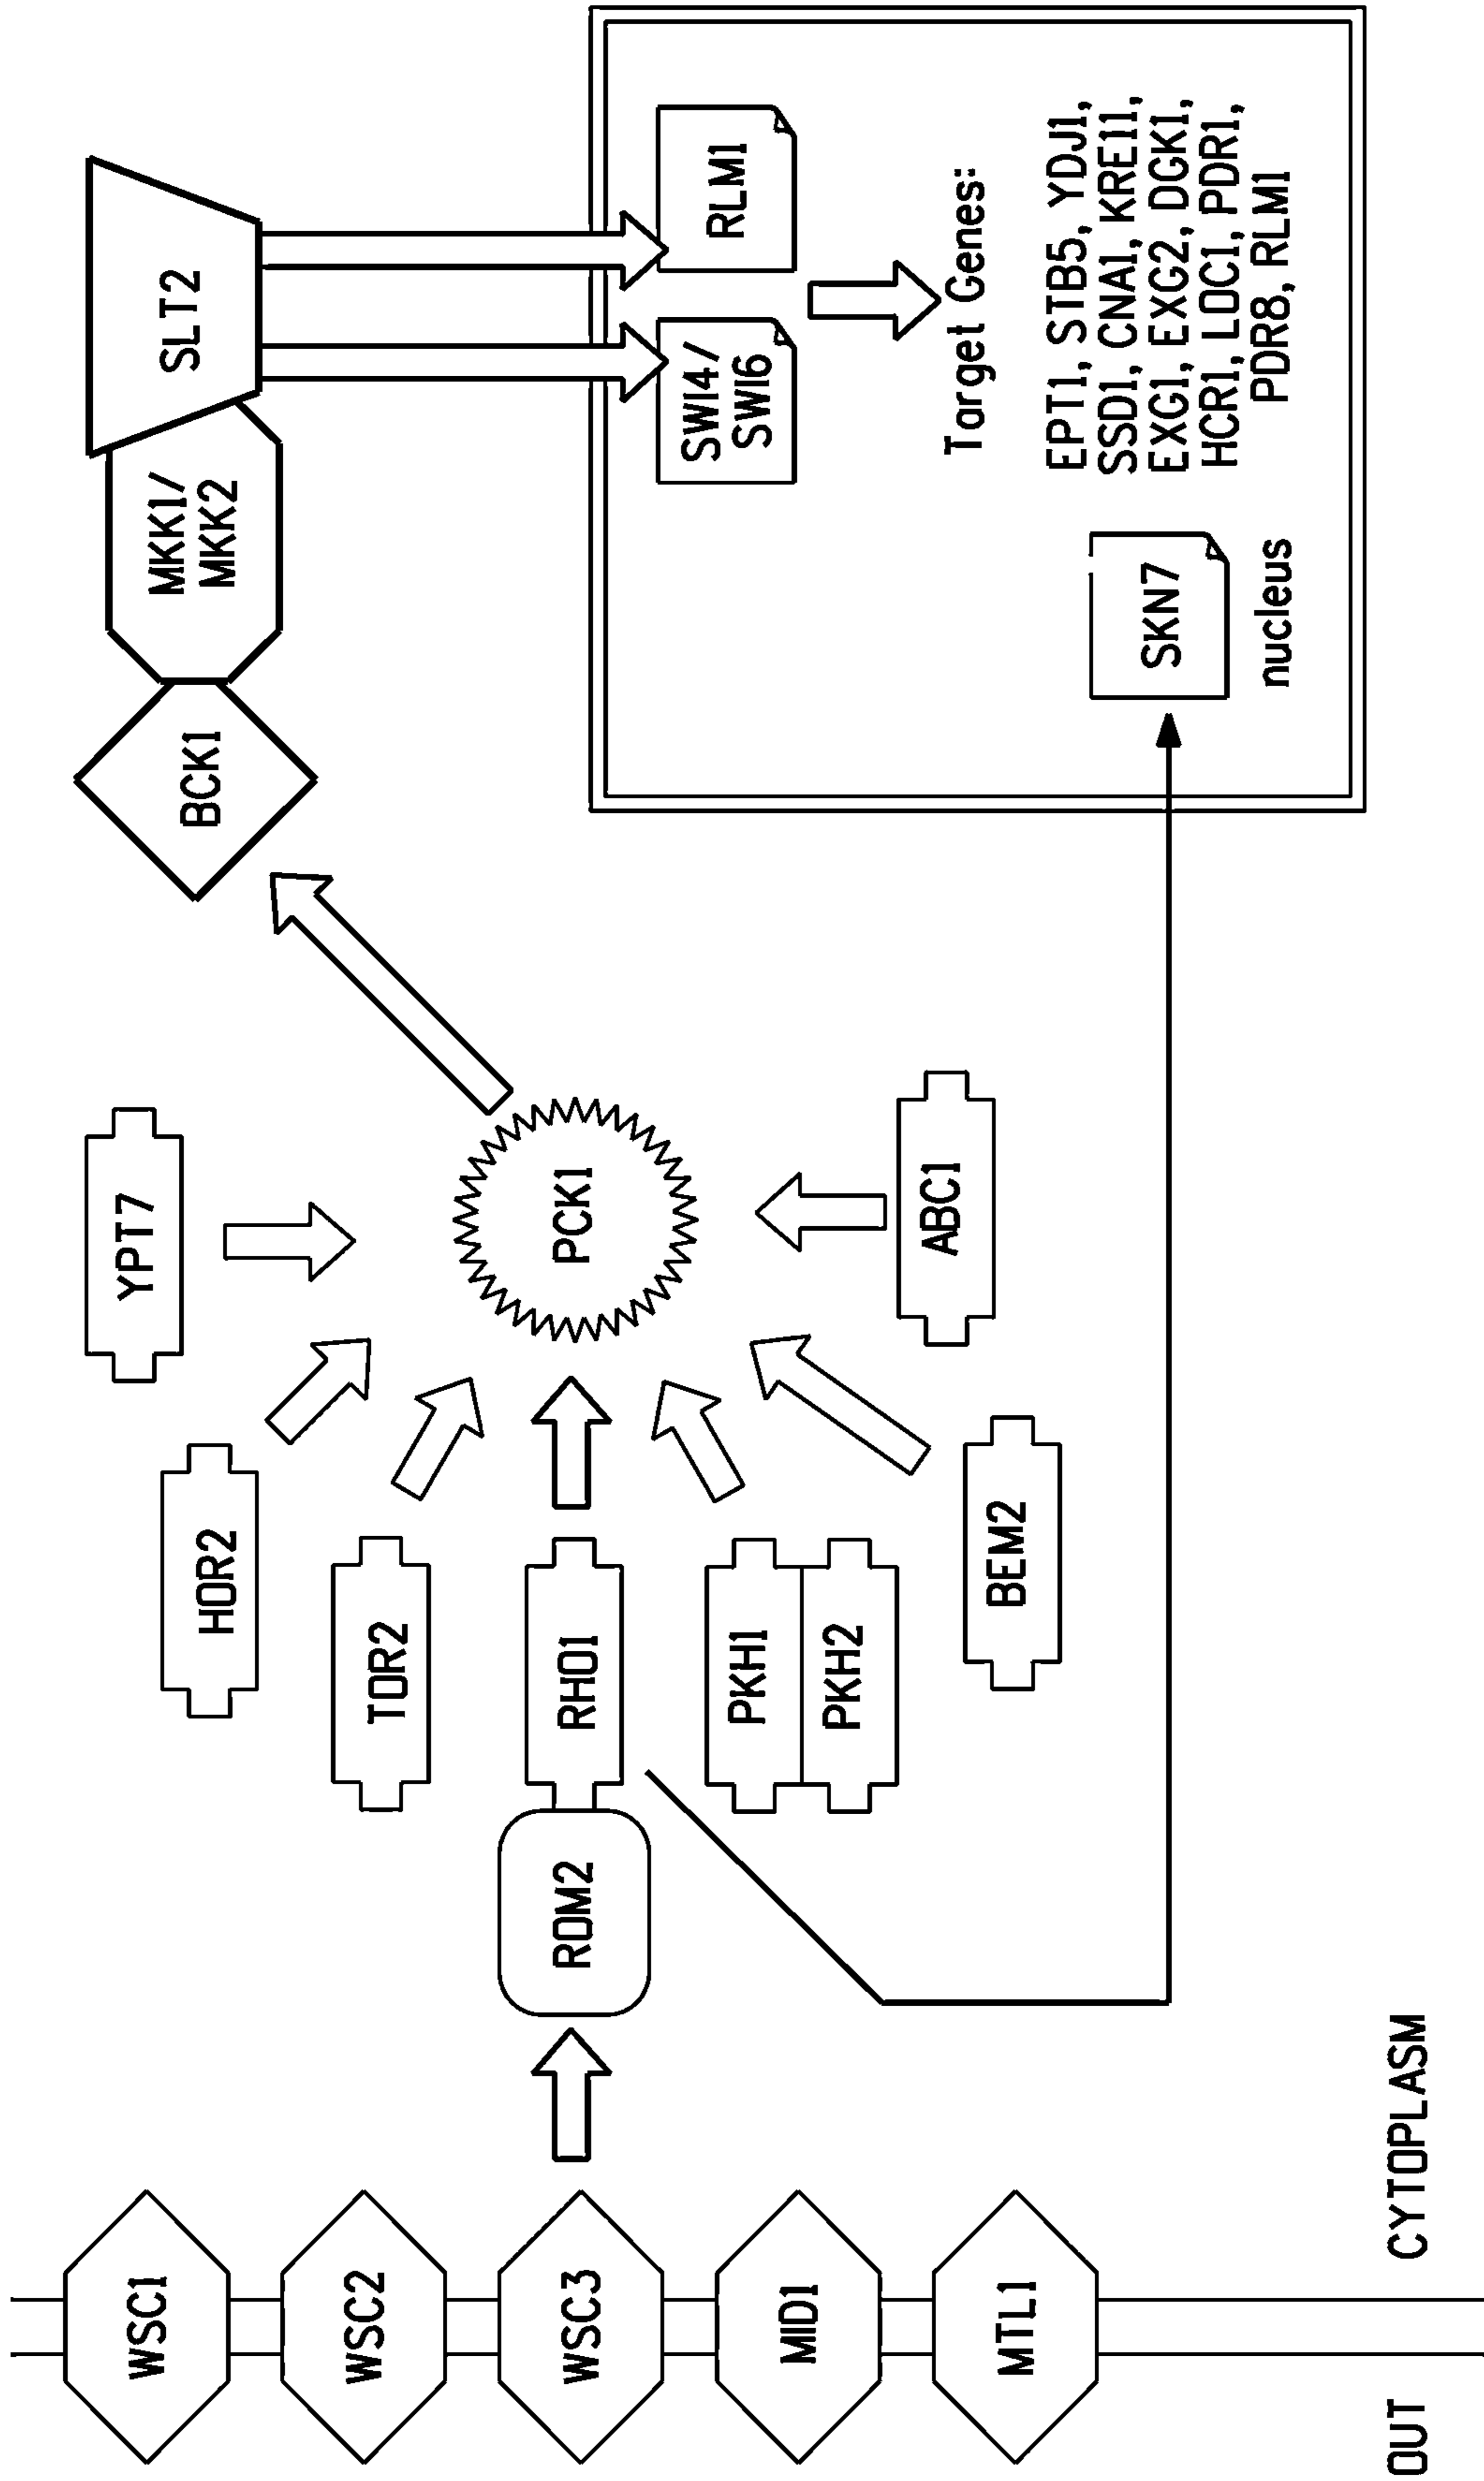 WSC1
WSC2
WSC3
MID1
MTL1
OUT
CYTOPLASM
ROM2
RHO1
HOR2
TOR2
PKH1
PKH2
BEM2
YPT7
PCK1
ABC1
BCK1
MKK1/
MKK2
SLT2
SWI4/
SWI6
RLM1
Target Genes:
EPT1, STB5, YDJ1,
SSD1, CNA1, KRE11,
EXG1, EXG2, DGK1,
HCR1, LOC1, PDR1,
PDR8, RLM1
SKN7
nucleus